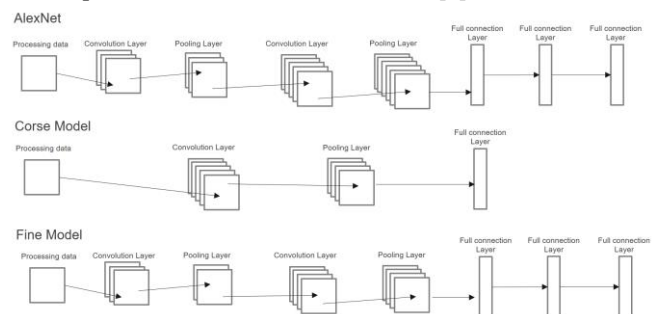 AlexNet
Processing data
Convolution Layer
Pooling Layer
Convolution Layer
Pooling Layer
Full connection
Layer
Full connection
Layer
Full connection
Layer
Corse Model
Processing data
Convolution Layer
Pooling Layer
Full connection
Layer
Fine Model
Processing data
Convolution Layer
Pooling Layer
Convolution Layer
Pooling Layer
Full connection
Layer
Full connection
Layer
Full connection
Layer